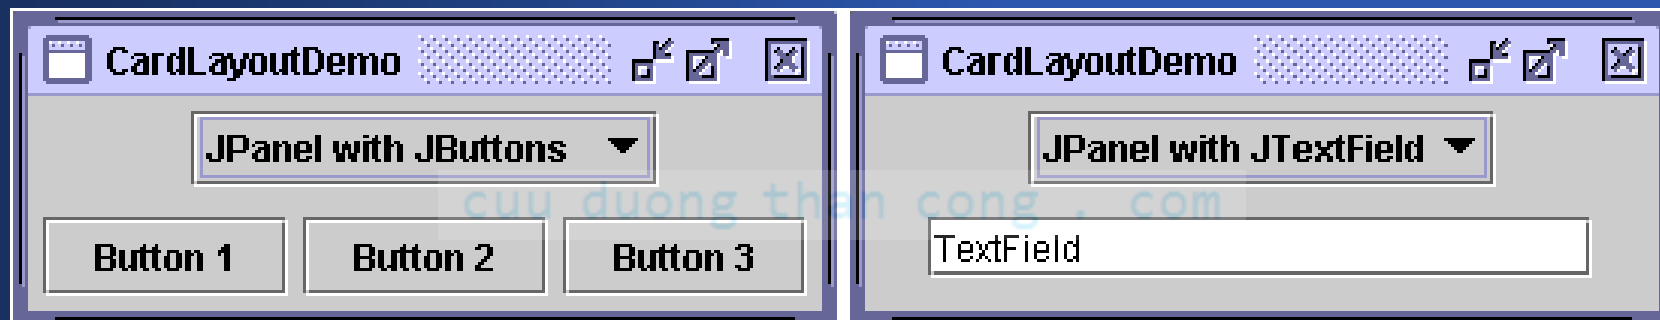 CardLayoutDemo
JPanel with JButtons
Button 1 Button 2 Button 3
CardLayoutDemo
JPanel with JTextField
TextField
cuu duong than cong . com